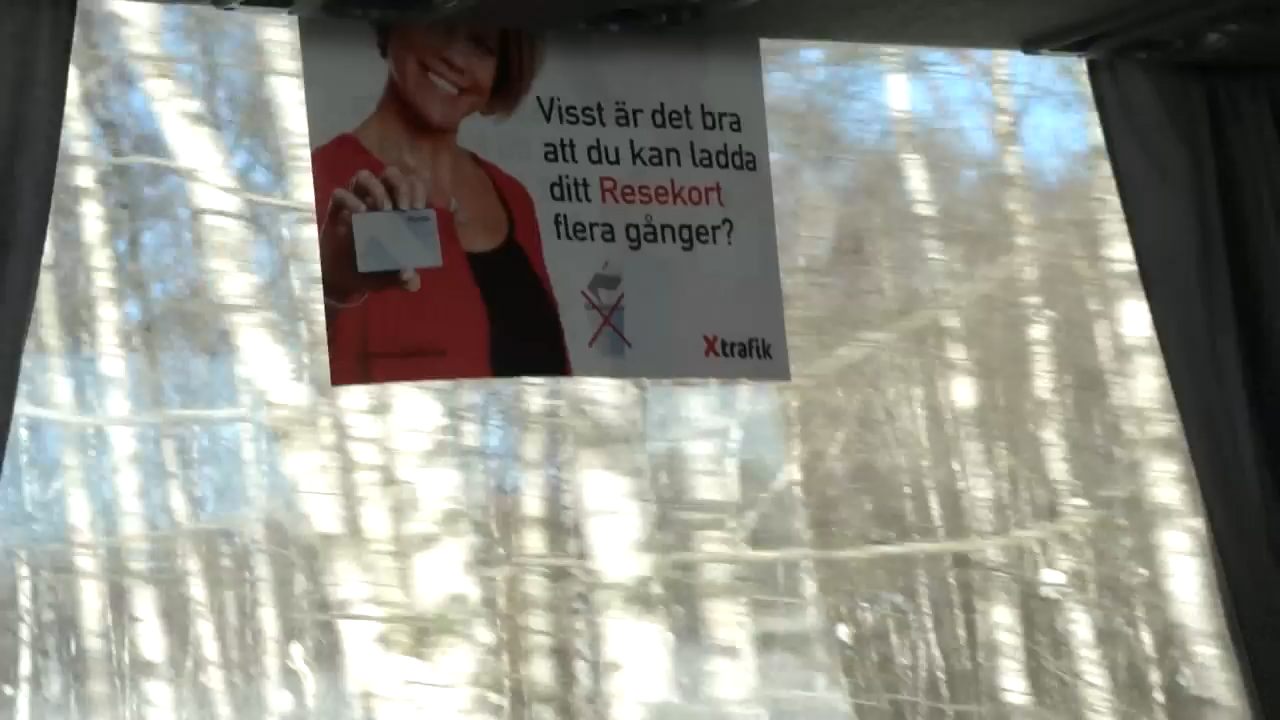 Visst är det bra
att du kan ladda
ditt Resekort
flera gånger?
Xtrafik